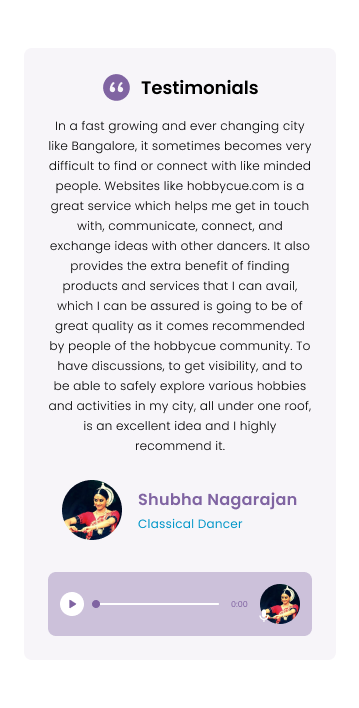 Testimonials
In a fast growing and ever changing city
like Bangalore, it sometimes becomes very
difficult to find or connect with like minded
people. Websites like hobbycue.com is a
great service which helps me get in touch
with, communicate, connect, and
exchange ideas with other dancers. It also
provides the extra benefit of finding
products and services that I can avail,
which I can be assured is going to be of
great quality as it comes recommended
by people of the hobbycue community. To
have discussions, to get visibility, and to
be able to safely explore various hobbies
and activities in my city, all under one roof,
is an excellent idea and I highly
recommend it.
Shubha Nagarajan
Classical Dancer
0:00